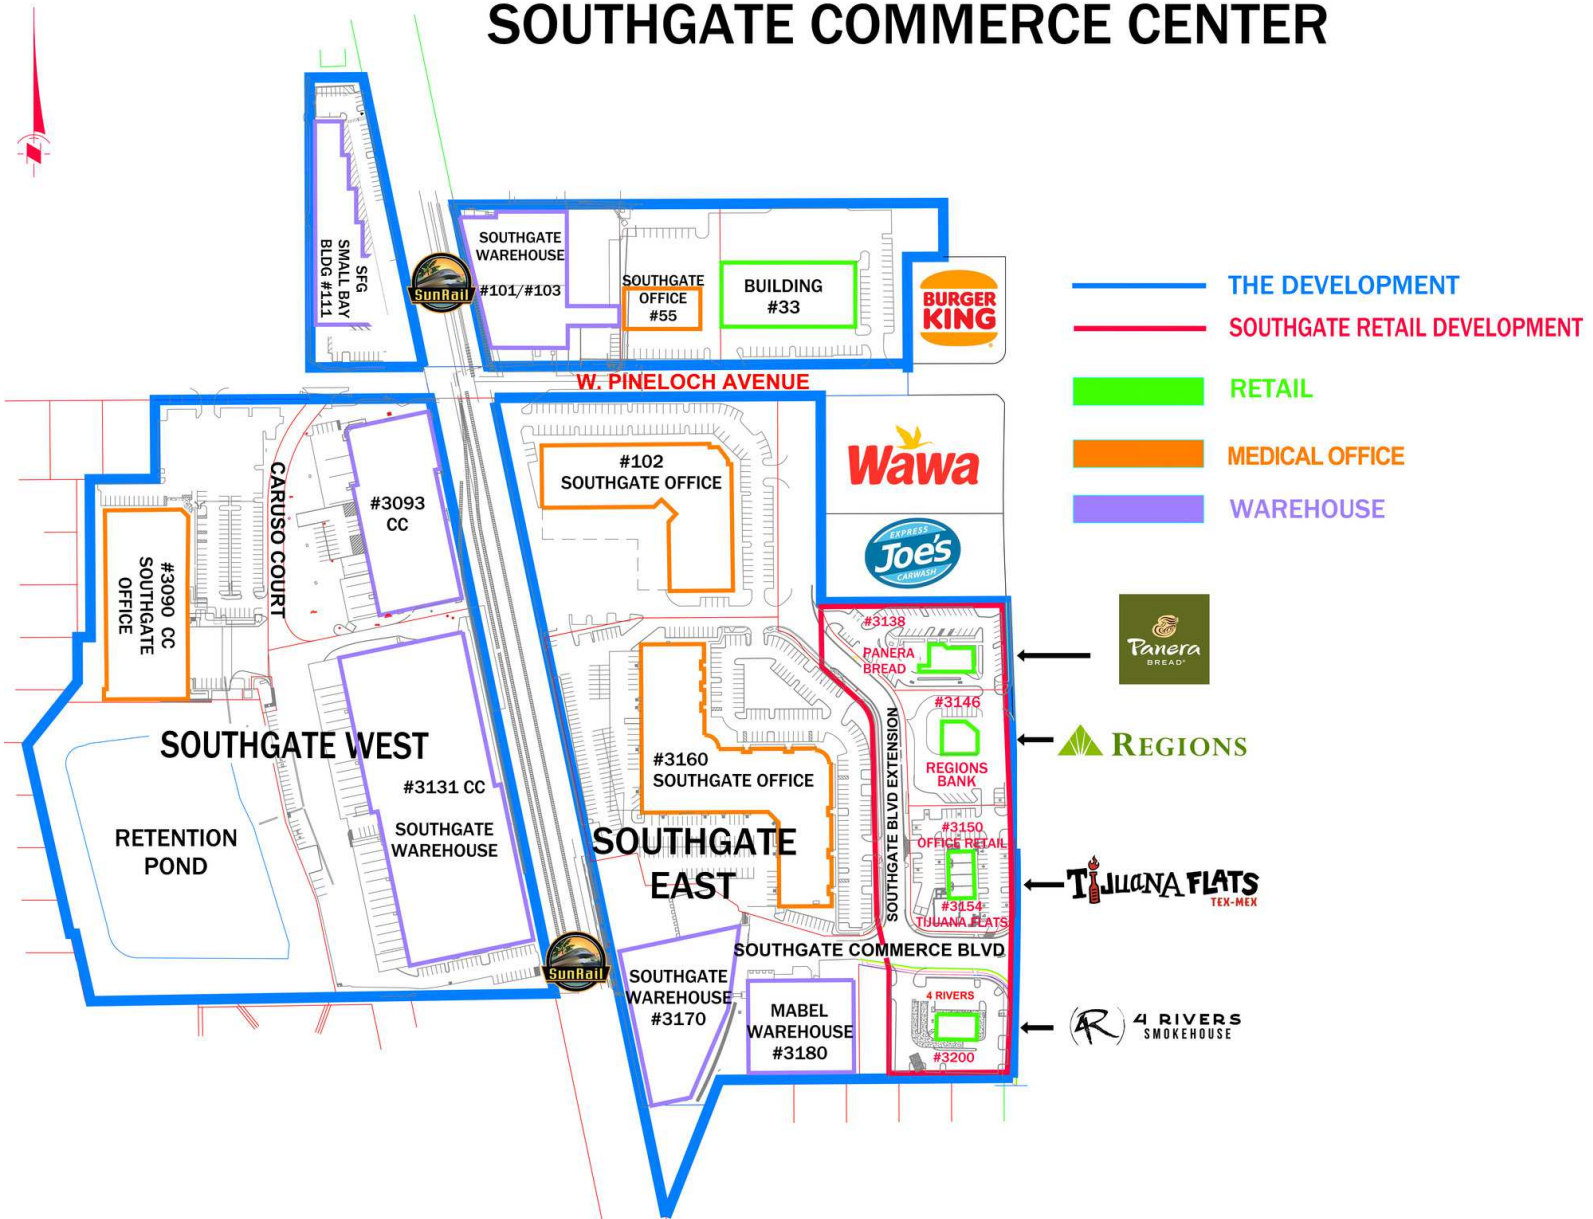 SOUTHGATE COMMERCE CENTER
SFG
SMALL BAY
BLDG #111
SunRail
SOUTHGATE
WAREHOUSE
#101/#103
SOUTHGATE
OFFICE
#55
BUILDING
#33
BURGER
KING
THE DEVELOPMENT
SOUTHGATE RETAIL DEVELOPMENT
RETAIL
MEDICAL OFFICE
WAREHOUSE
W. PINELOCH AVENUE
CARUSO COURT
#3093
CC
#102
SOUTHGATE OFFICE
Wawa
EXPRESS
Joe's
CARWASH
#3090 CC
SOUTHGATE
OFFICE
#3138
PANERA
BREAD
Panera
BREAD
#3146
REGIONS
BANK
REGIONS
SOUTHGATE WEST
#3131 CC
SOUTHGATE
WAREHOUSE
RETENTION
POND
#3160
SOUTHGATE OFFICE
SOUTHGATE
EAST
SOUTHGATE BLVD EXTENSION
#3150
OFFICE RETAIL
#3154
TIJUANA FLATS
TIJUANA FLATS
TEX-MEX
SOUTHGATE COMMERCE BLVD
SunRail
SOUTHGATE
WAREHOUSE
#3170
MABEL
WAREHOUSE
#3180
4 RIVERS
#3200
4R
4 RIVERS
SMOKEHOUSE